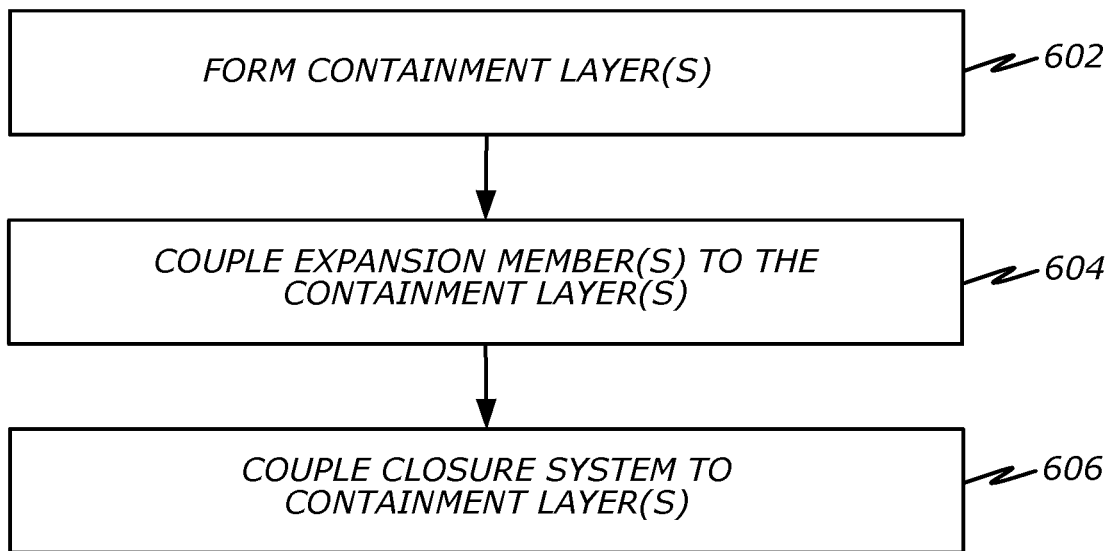 FORM CONTAINMENT LAYER(S)
602
COUPLE EXPANSION MEMBER(S) TO THE
CONTAINMENT LAYER(S)
604
COUPLE CLOSURE SYSTEM TO
CONTAINMENT LAYER(S)
606